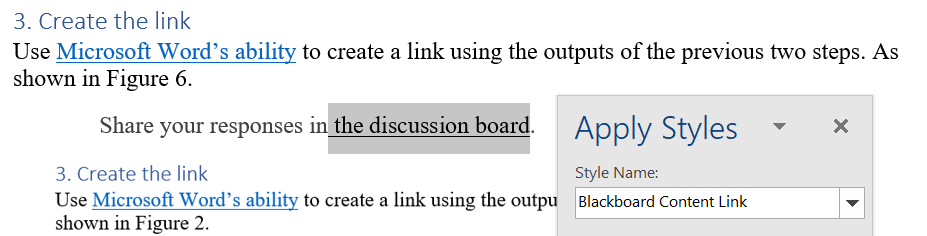 3. Create the link
Use Microsoft Word's ability to create a link using the outputs of the previous two steps. As
shown in Figure 6.
Share your responses in the discussion board.
Apply Styles
3. Create the link
Style Name:
Use Microsoft Word's ability to create a link using the outpu
Blackboard Content Link
shown in Figure 2.